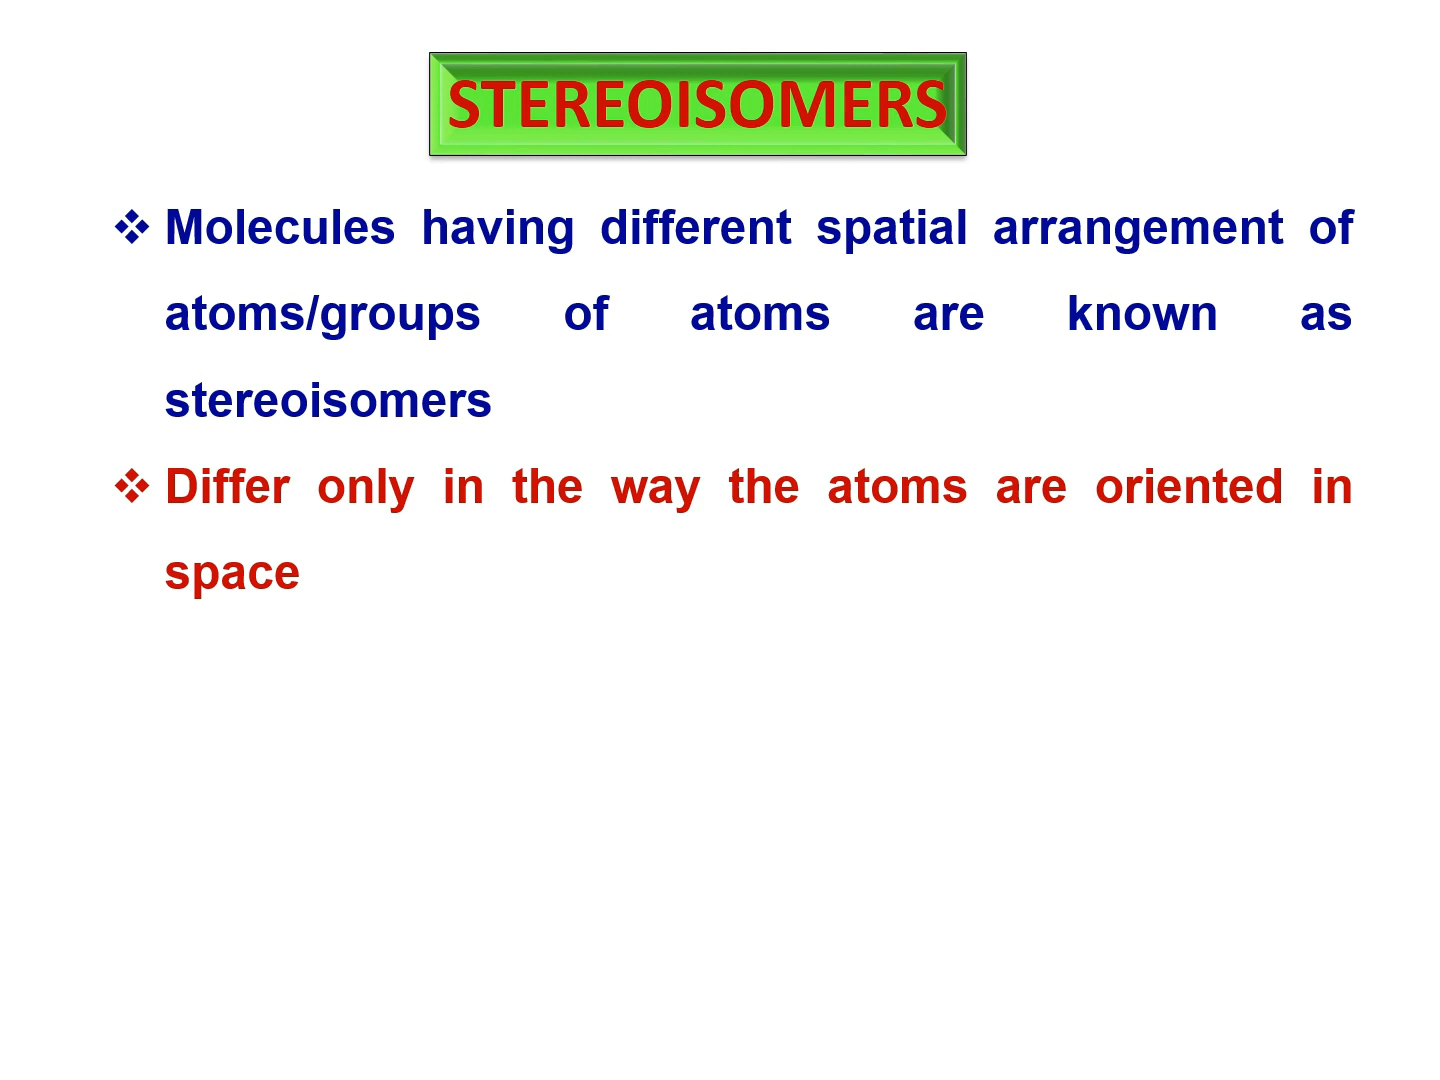 STEREOISOMERS
❖ Molecules having different spatial arrangement of
atoms/groups of atoms are known as
stereoisomers
❖ Differ only in the way the atoms are oriented in
space